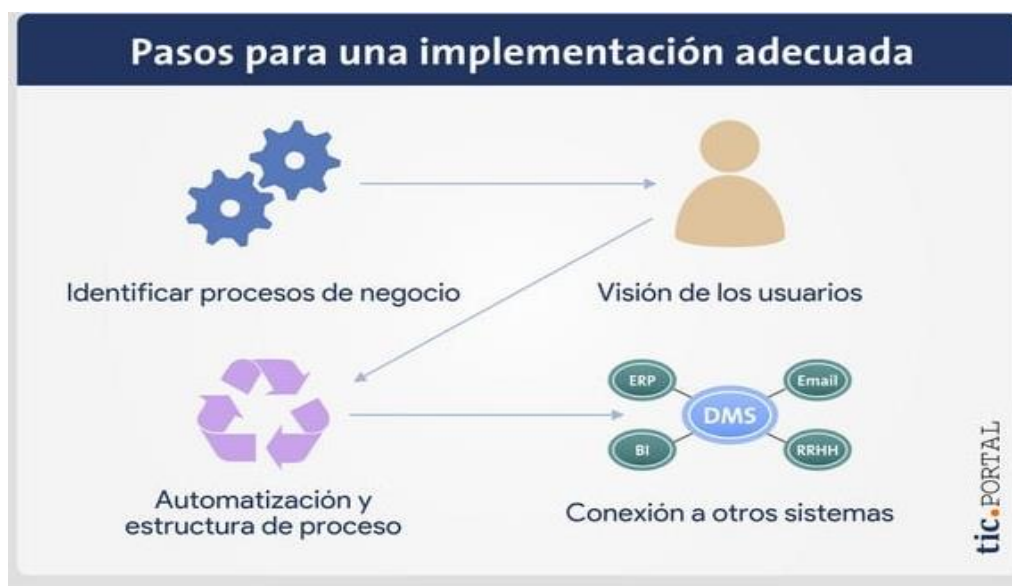 Pasos para una implementación adecuada
Identificar procesos de negocio
Visión de los usuarios
Automatización y
estructura de proceso
ERP
Email
DMS
BI
RRHH
Conexión a otros sistemas
tic.PORTAL